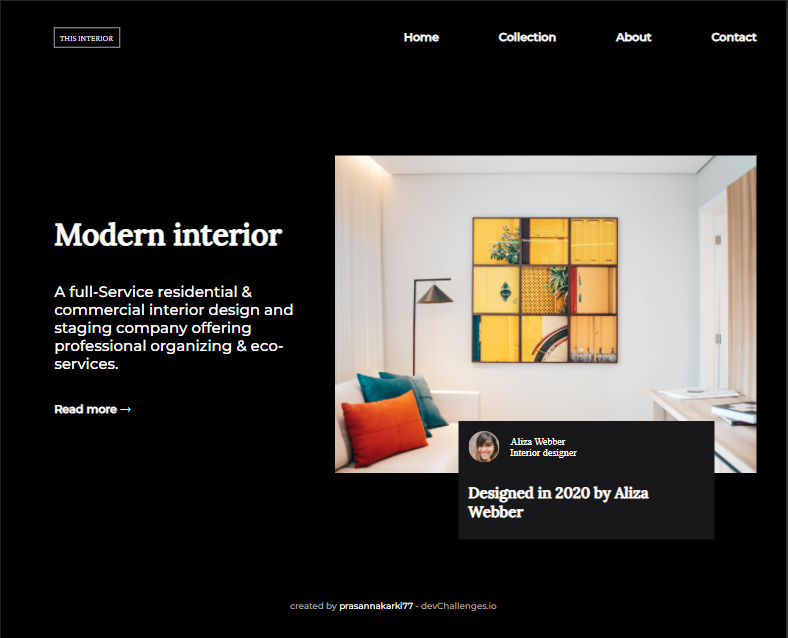 THIS INTERIOR
Home Collection About Contact
Modern interior
A full-Service residential &
commercial interior design and
staging company offering
professional organizing & eco-
services.
Read more →
Aliza Webber
Interior designer
Designed in 2020 by Aliza
Webber
created by prasannakarki77 - devChallenges.io